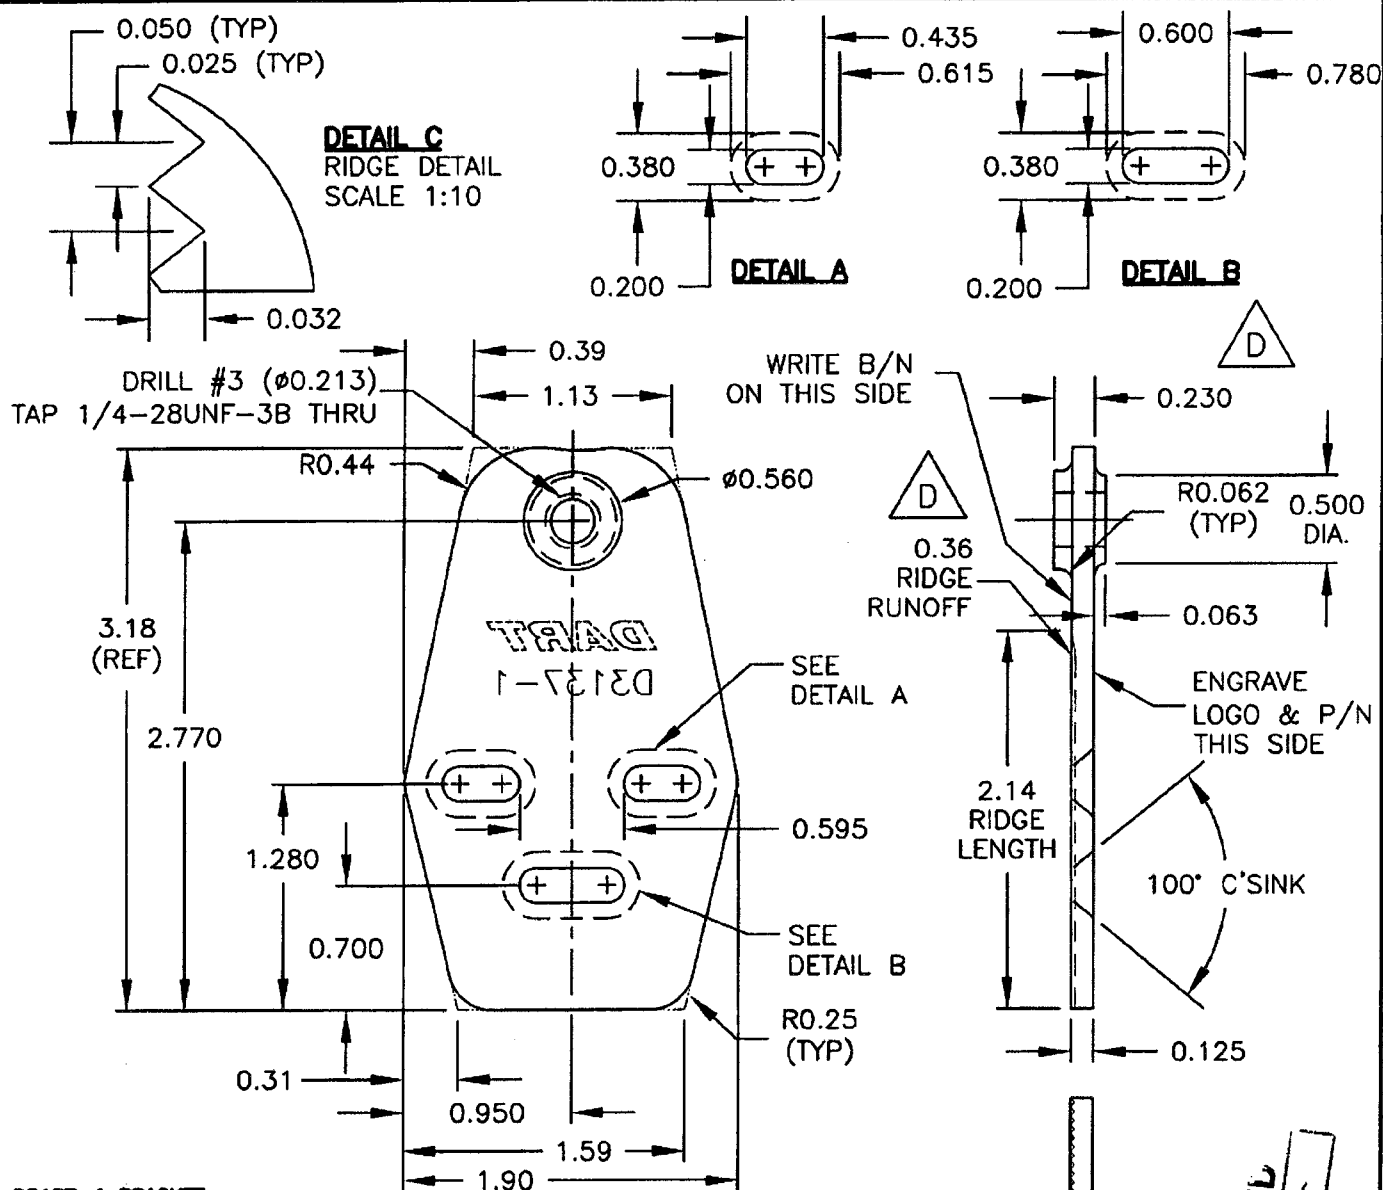 0.050 (TYP)
0.025 (TYP)
DETAIL C
RIDGE DETAIL
SCALE 1:10
0.032
0.435
0.615
0.380
0.200
DETAIL A
0.600
0.780
0.380
0.200
DETAIL B
D
DRILL #3 (ø0.213)
TAP 1/4-28UNF-3B THRU
0.39
1.13
R0.44
ø0.560
3.18
(REF)
2.770
1.280
0.700
DART
D3137-1
SEE
DETAIL A
0.595
SEE
DETAIL B
R0.25
(TYP)
0.31
0.950
1.59
1.90
WRITE B/N
ON THIS SIDE
D
0.36
RIDGE
RUNOFF
0.230
R0.062
(TYP)
0.500
DIA.
0.063
ENGRAVE
LOGO & P/N
THIS SIDE
2.14
RIDGE
LENGTH
100° C'SINK
0.125